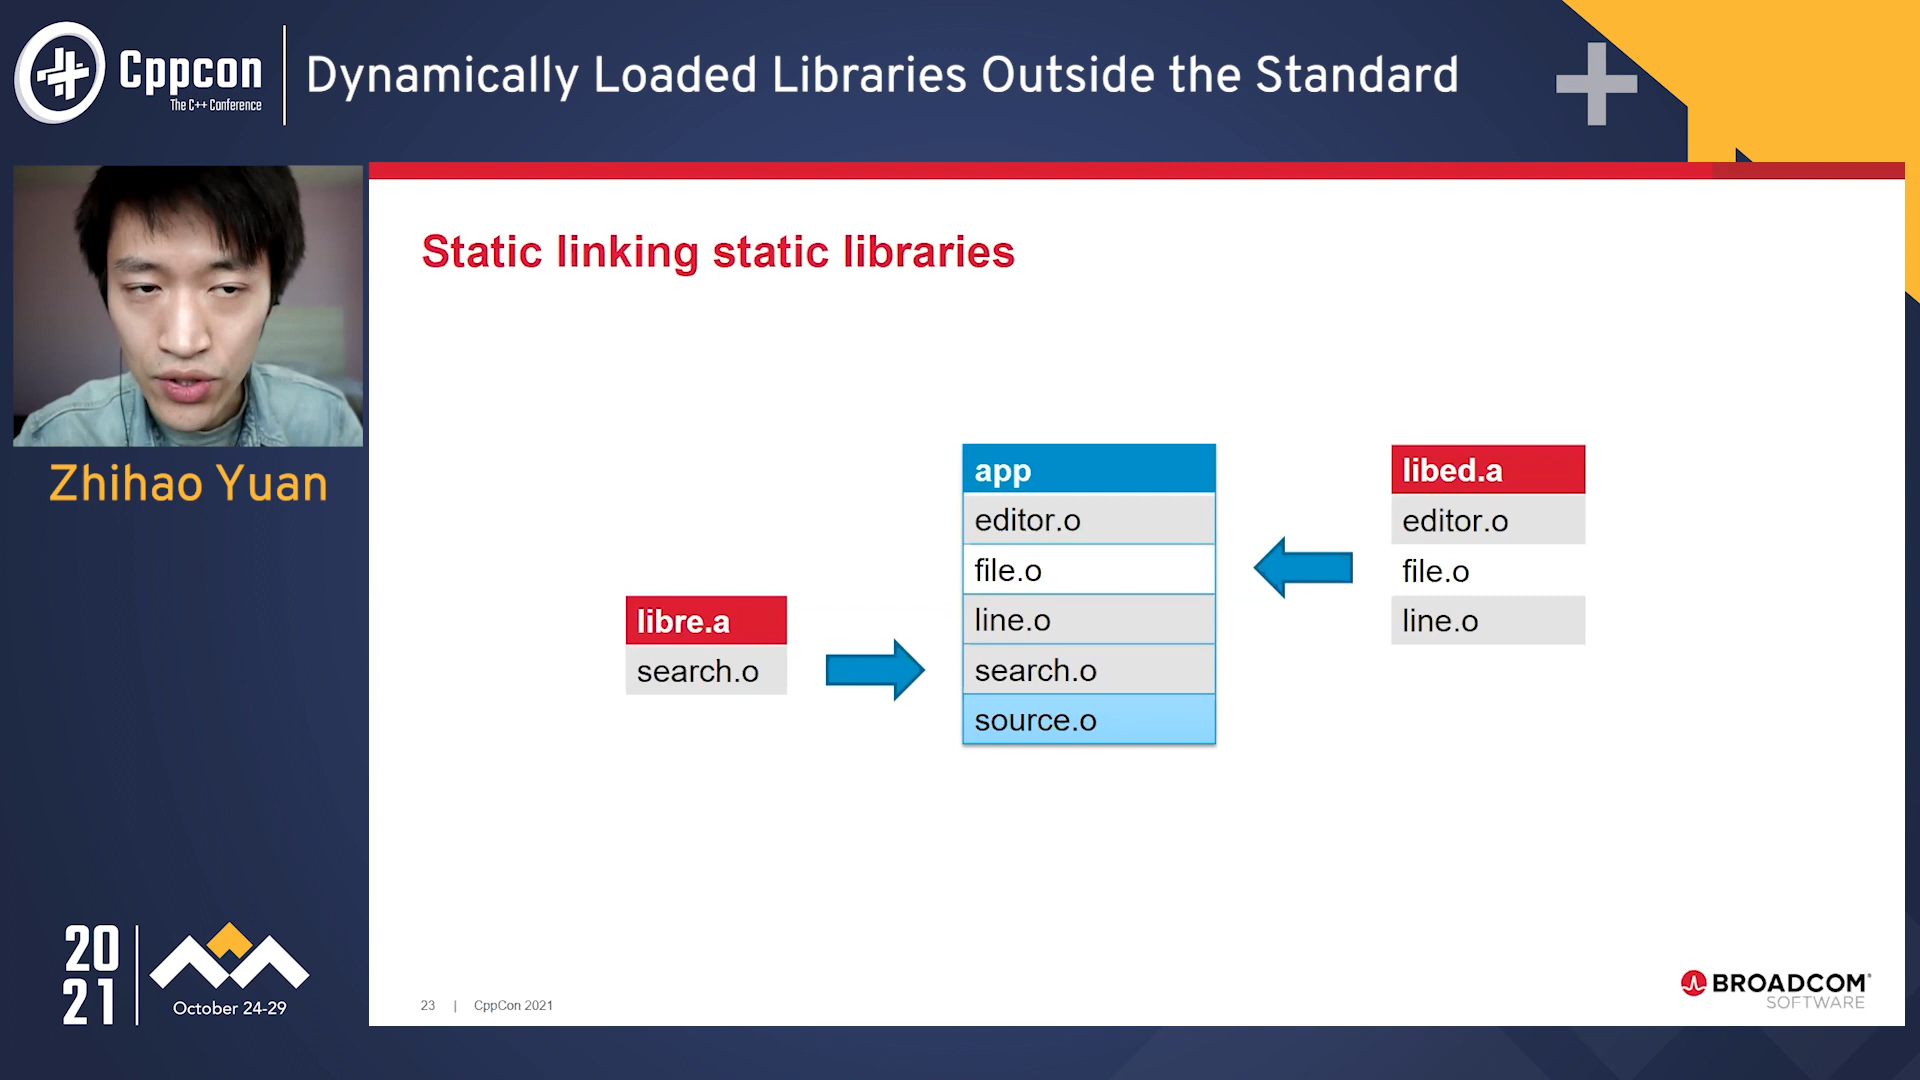 Cppcon
The C++ Conference
Dynamically Loaded Libraries Outside the Standard
Zhihao Yuan
Static linking static libraries
libre.a
search.o
app
editor.o
file.o
line.o
search.o
source.o
libed.a
editor.o
file.o
line.o
20
21
October 24-29
23 | CppCon 2021
BROADCOM
SOFTWARE